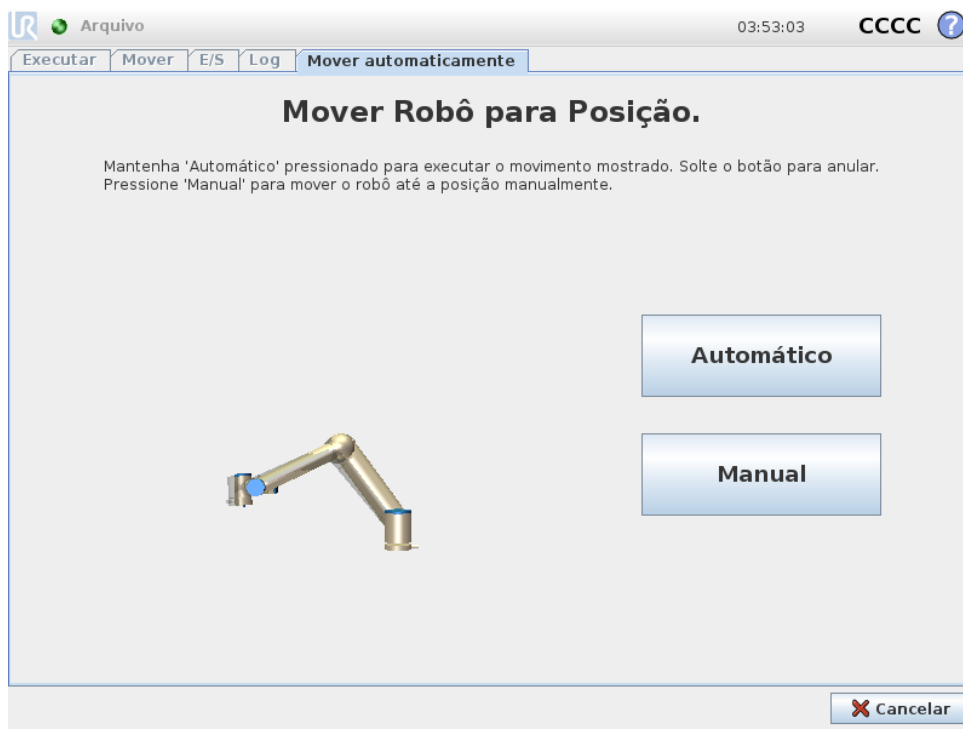 UR Arquivo 03:53:03 CCCC ?
Executar Mover E/S Log Mover automaticamente
Mover Robô para Posição.
Mantenha 'Automático' pressionado para executar o movimento mostrado. Solte o botão para anular.
Pressione 'Manual' para mover o robô até a posição manualmente.
Automático
Manual
Cancelar